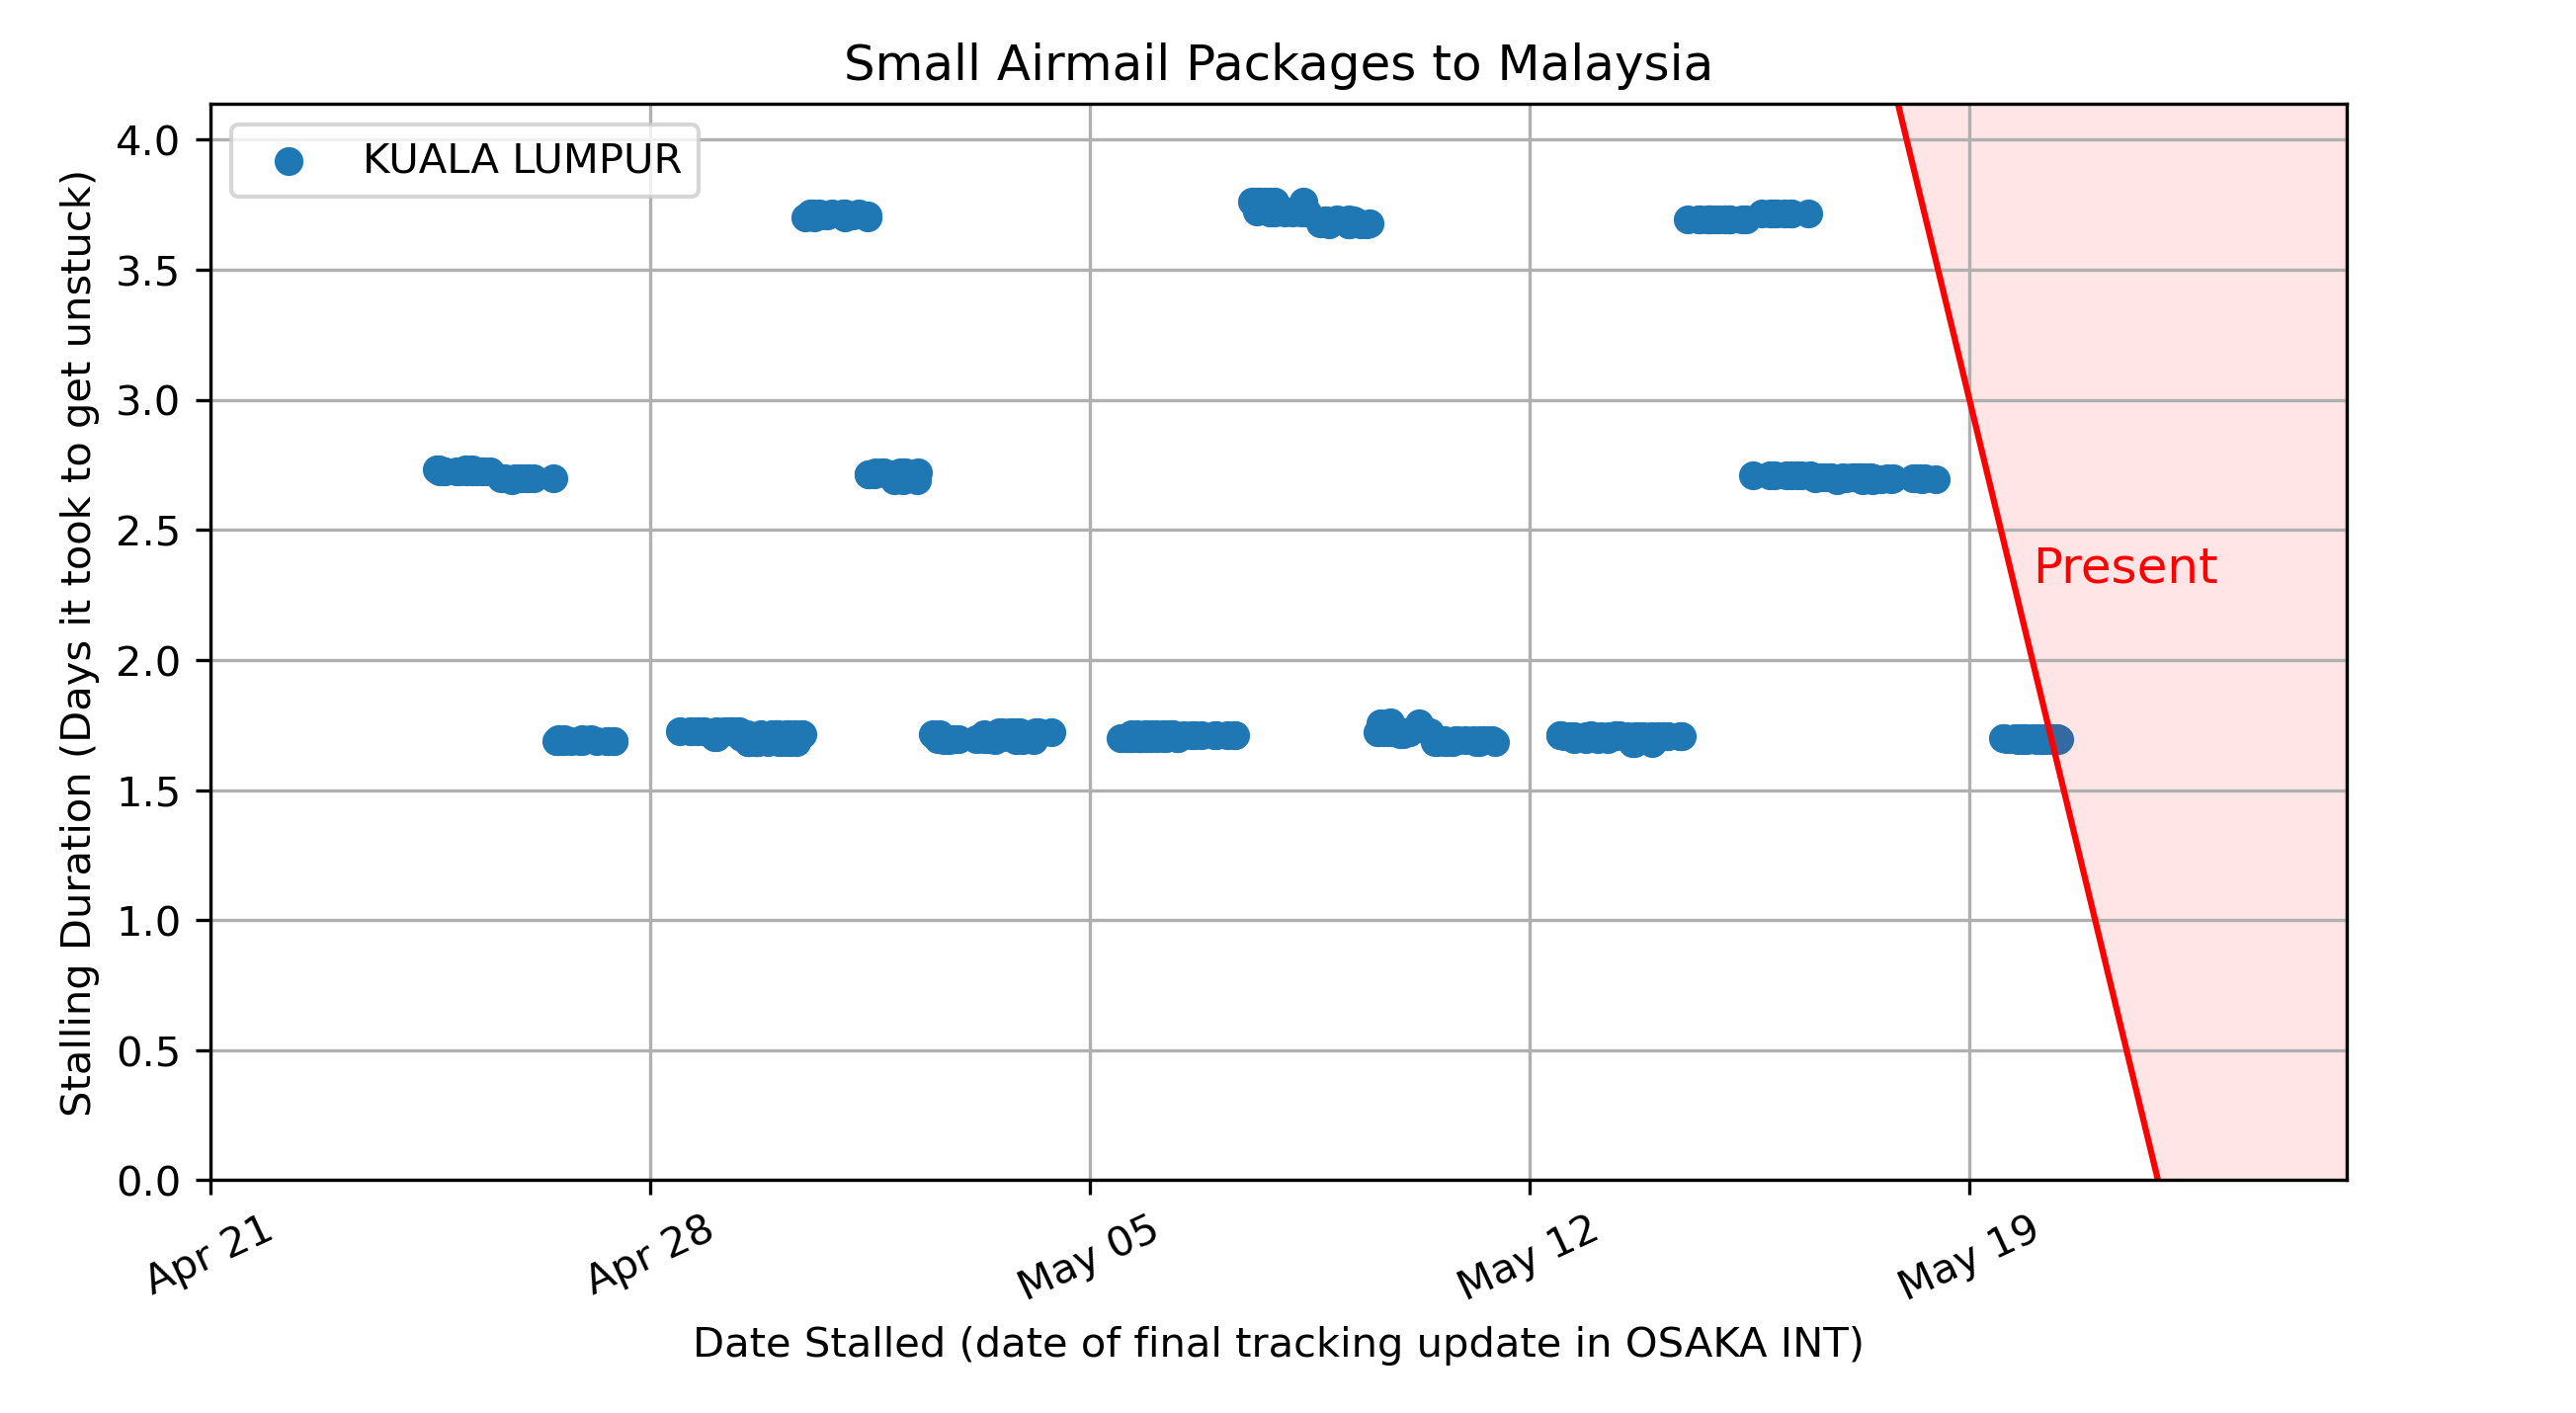 Small Airmail Packages to Malaysia
KUALA LUMPUR
4.0
3.5
3.0
2.5
2.0
1.5
1.0
0.5
0.0
Stalling Duration (Days it took to get unstuck)
Present
Apr 21
Apr 28
May 05
May 12
May 19
Date Stalled (date of final tracking update in OSAKA INT)